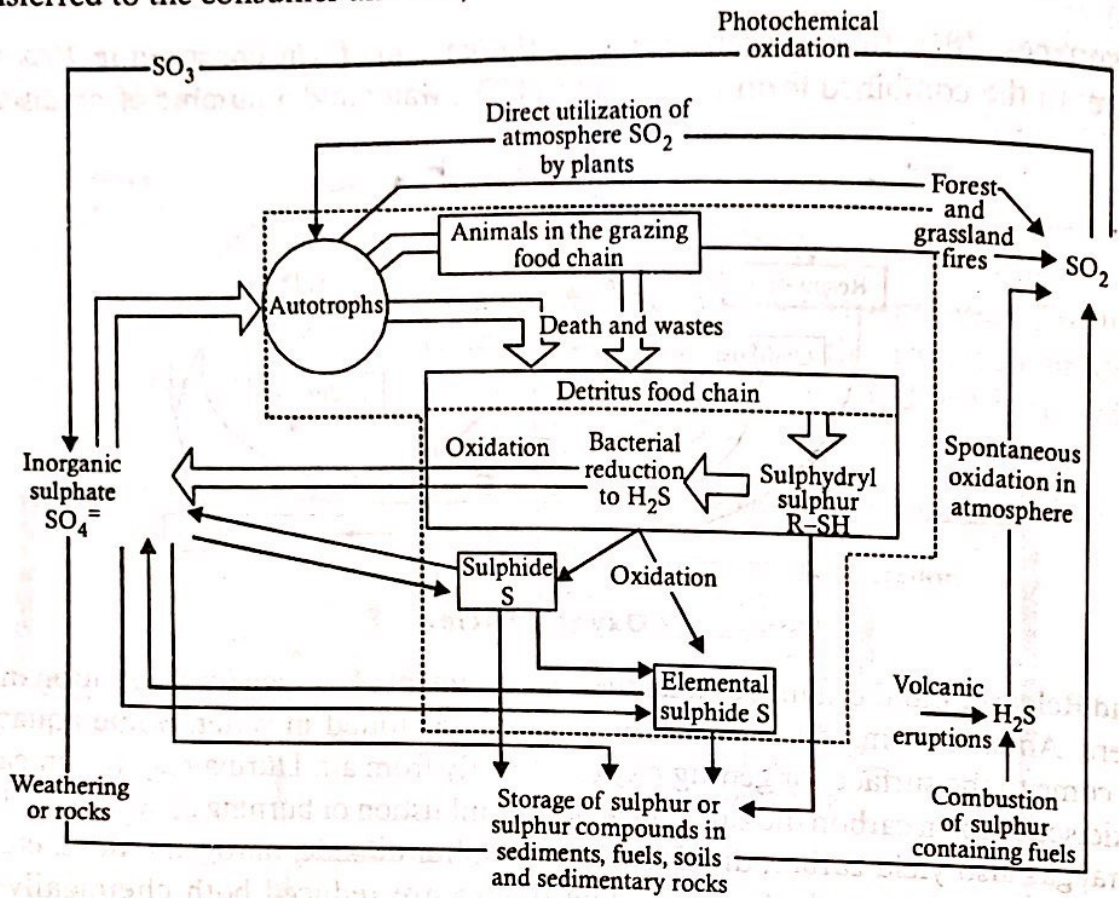 Photochemical
oxidation
SO3
Direct utilization of
atmosphere SO2
by plants
Forest
and
grassland
fires
Animals in the grazing
food chain
SO2
Autotrophs
Death and wastes
Detritus food chain
Oxidation
Bacterial
reduction
to H2S
Sulphydryl
sulphur
R–SH
Spontaneous
oxidation in
atmosphere
Inorganic
sulphate
SO4=
Sulphide
S
Oxidation
Elemental
sulphide S
Volcanic
eruptions
H2S
Weathering
or rocks
Storage of sulphur or
sulphur compounds in
sediments, fuels, soils
and sedimentary rocks
Combustion
of sulphur
containing fuels